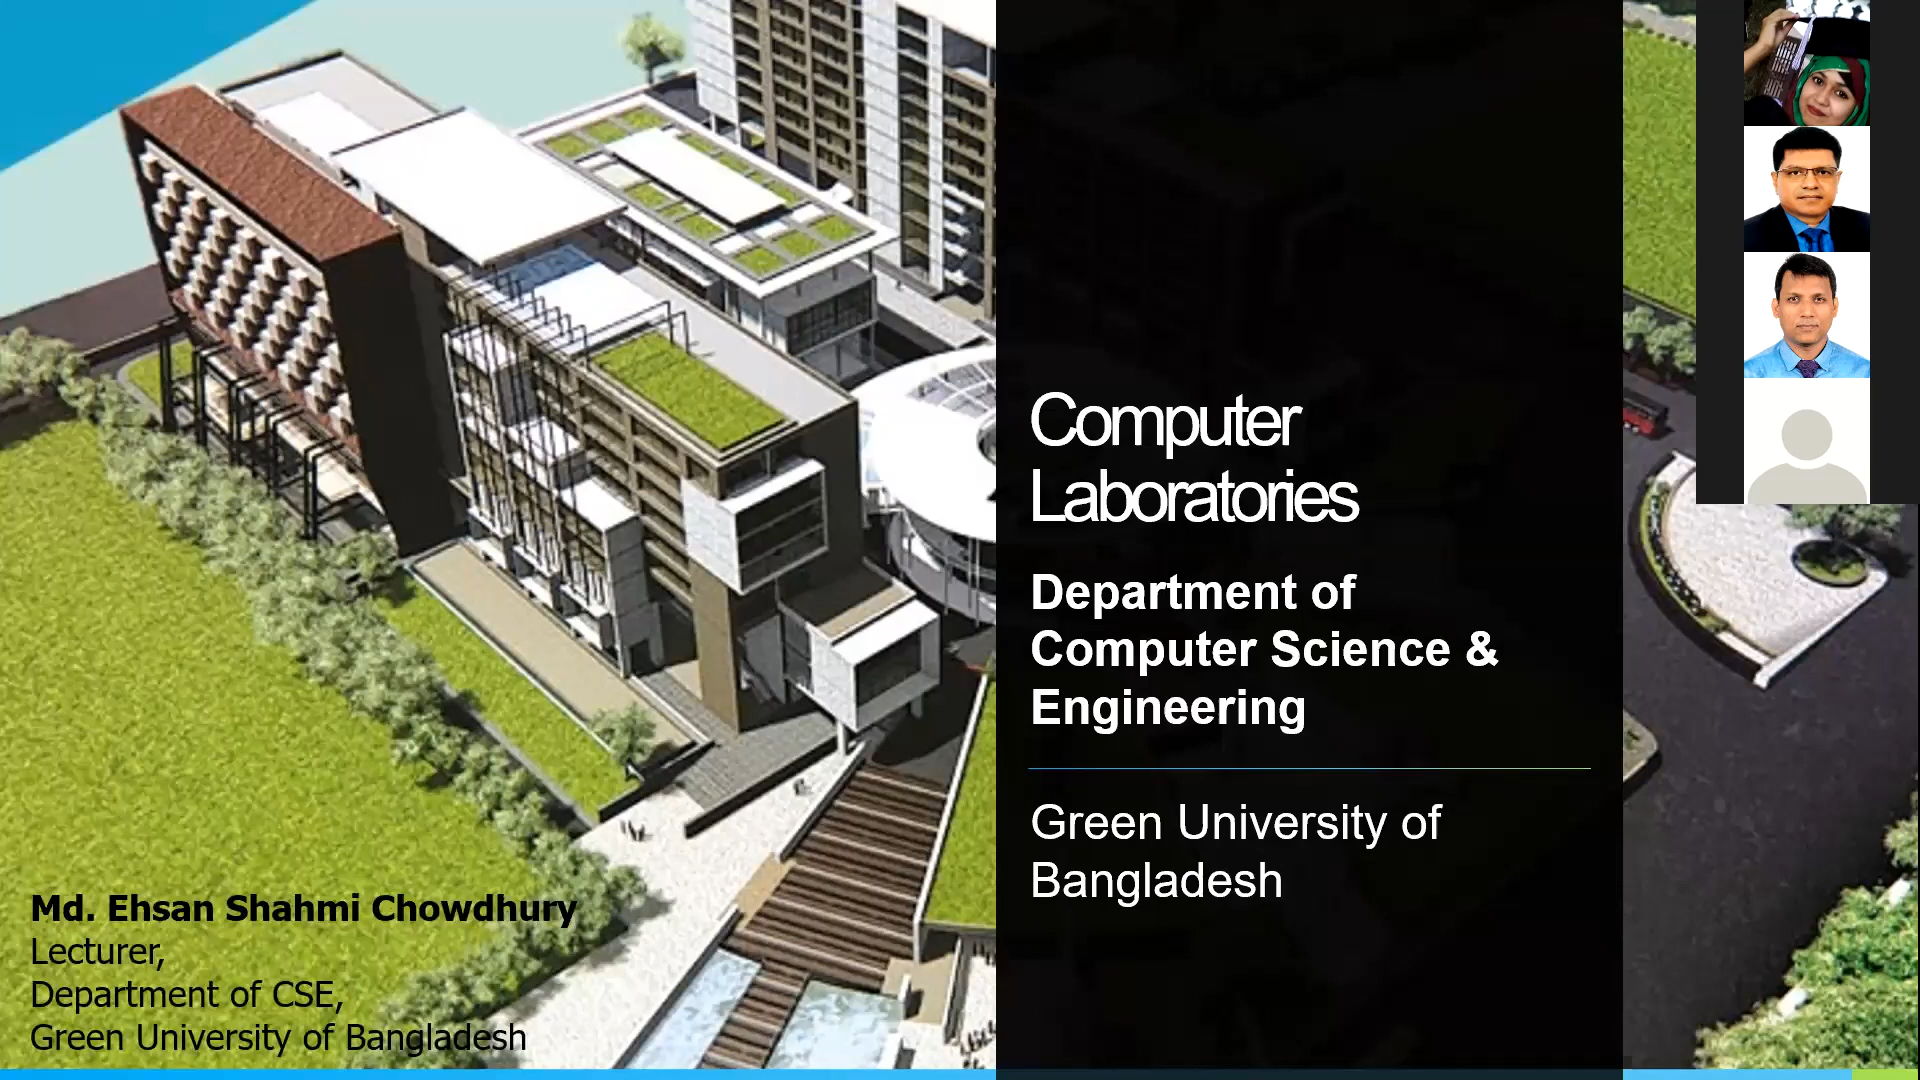 Computer
Laboratories
Department of
Computer Science &
Engineering
Green University of
Bangladesh
Md. Ehsan Shahmi Chowdhury
Lecturer,
Department of CSE,
Green University of Bangladesh